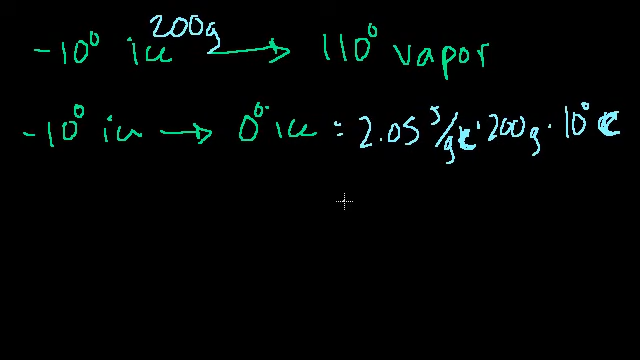 200g
-10° ice → 110° vapor
-10° ice → 0° ice = 2.05 J/g · 200g · 10°